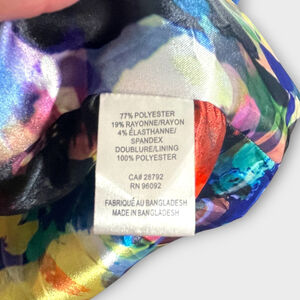 77% POLYESTER
19% RAYONNE/RAYON
4% ÉLASTHANNE/
SPANDEX
DOUBLURE/LINING
100% POLYESTER
CA# 28792
RN 96092
FABRIQUÉ AU BANGLADESH
MADE IN BANGLADESH